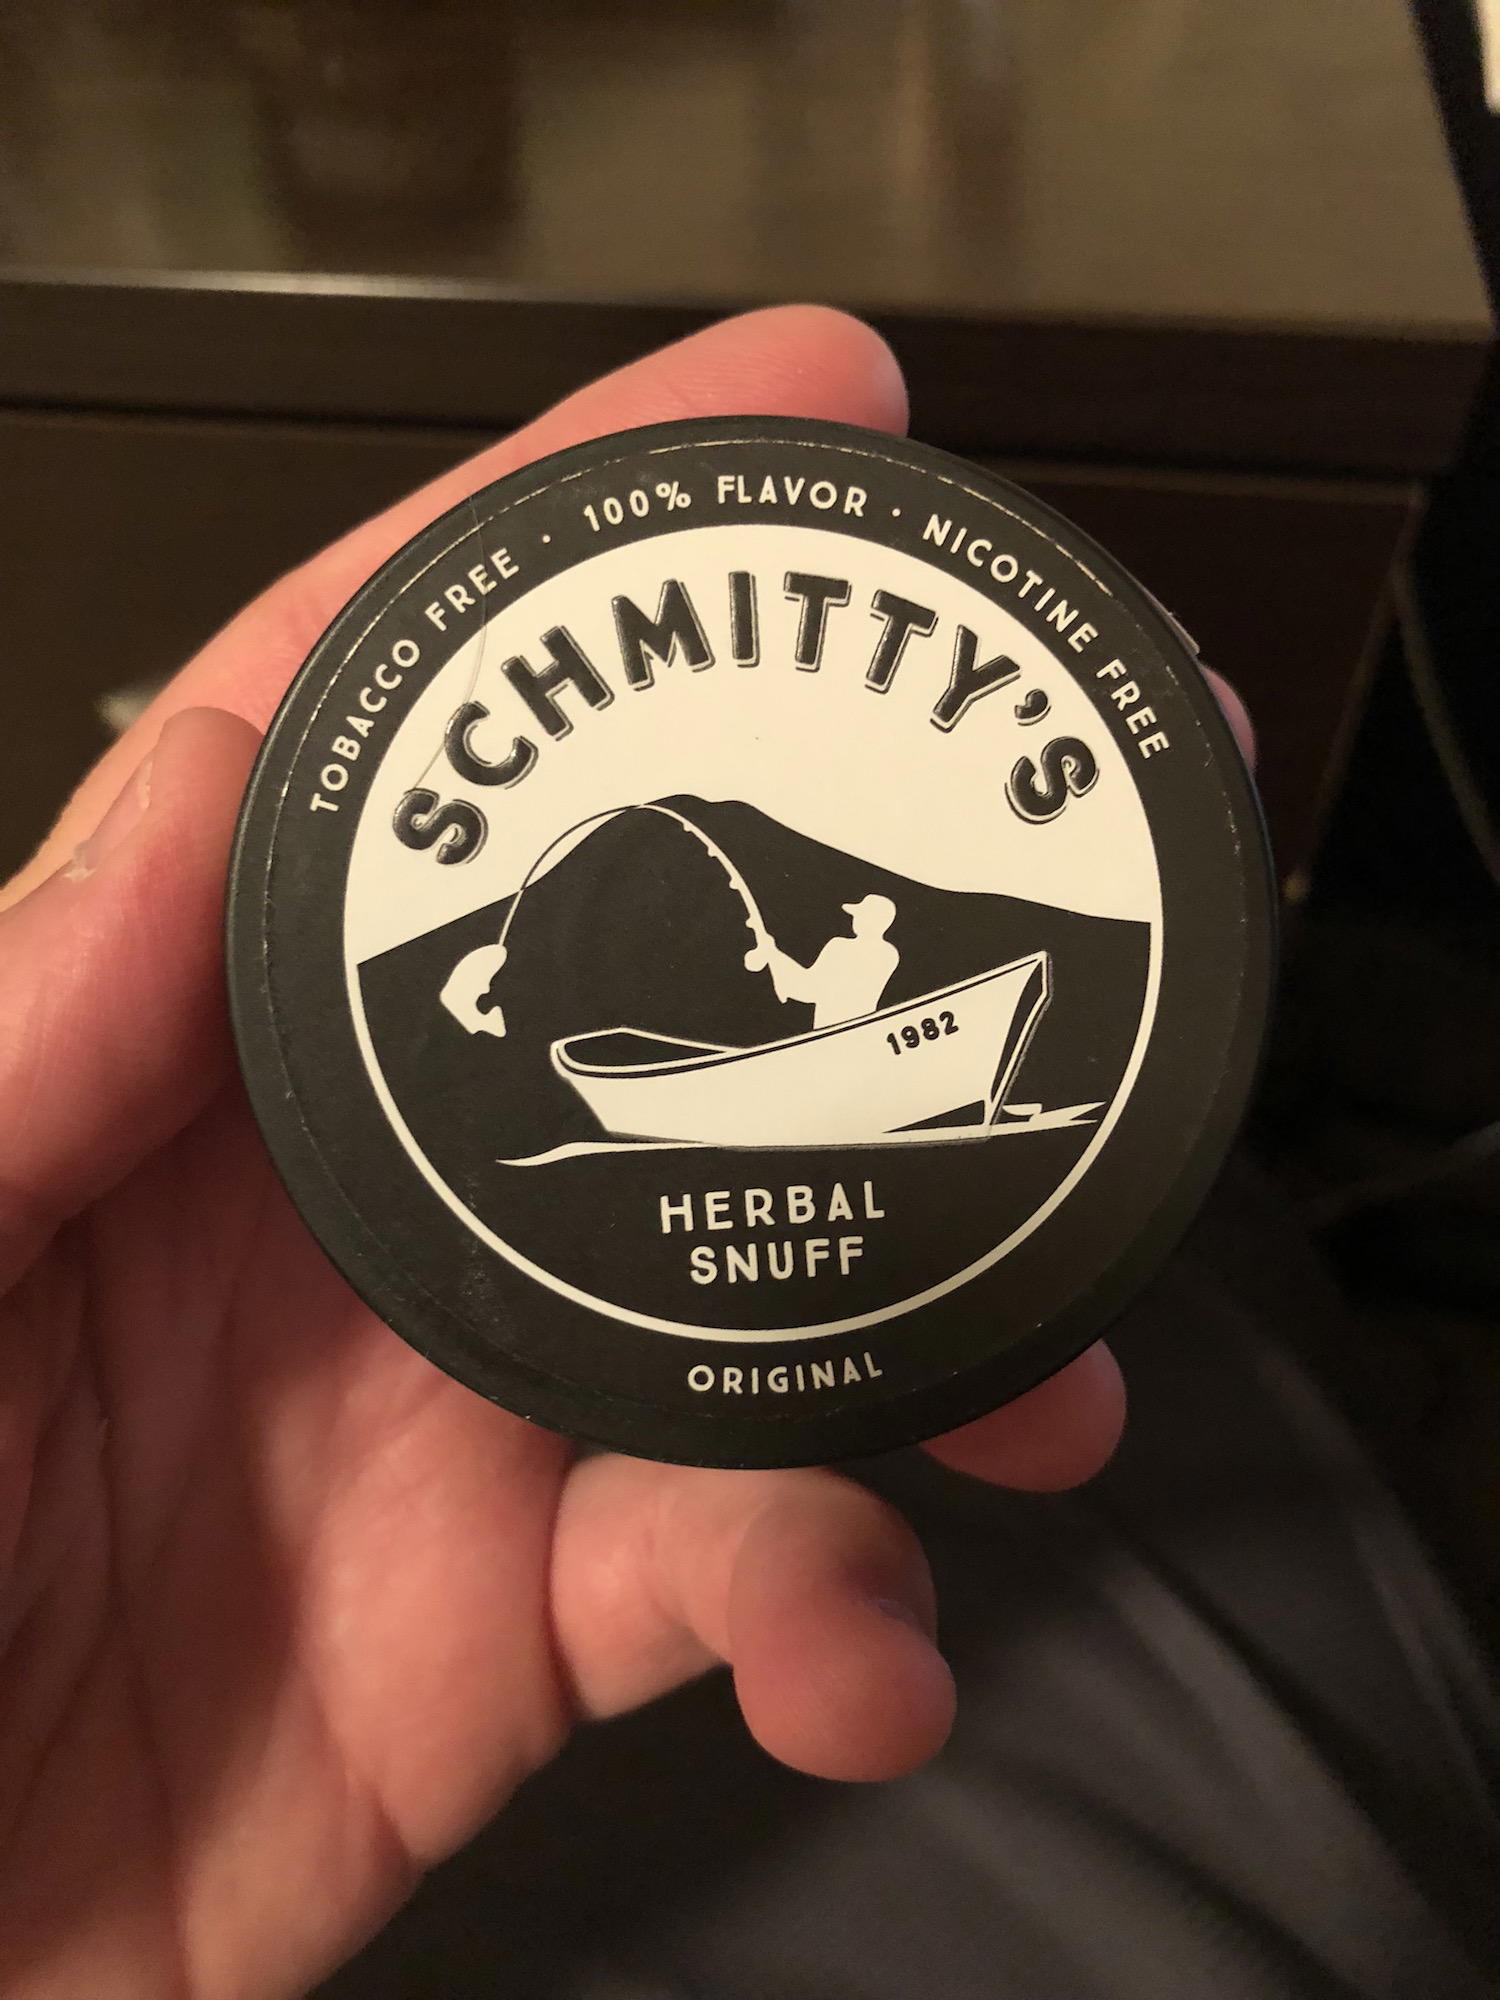 TOBACCO FREE · 100% FLAVOR · NICOTINE FREE
SCHMITTY'S
1982
HERBAL
SNUFF
ORIGINAL